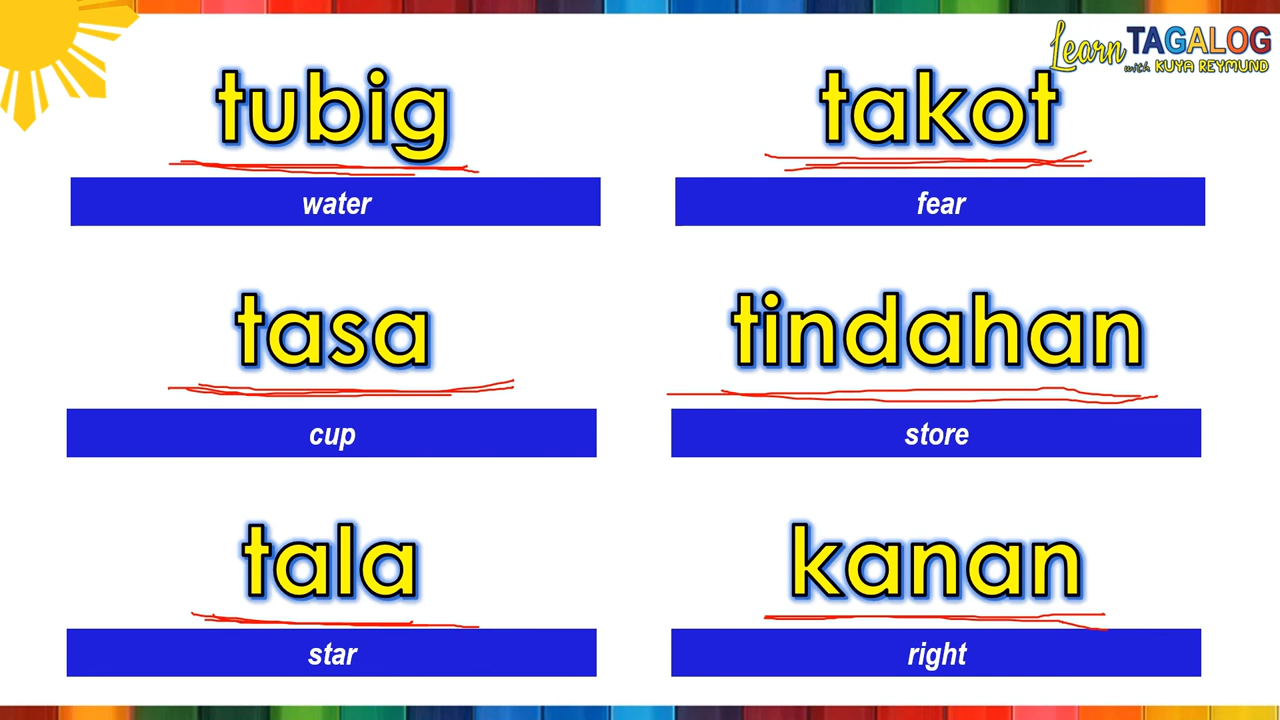 Learn TAGALOG
with KUYA REYMUND
tubig
water
takot
fear
tasa
cup
tindahan
store
tala
star
kanan
right